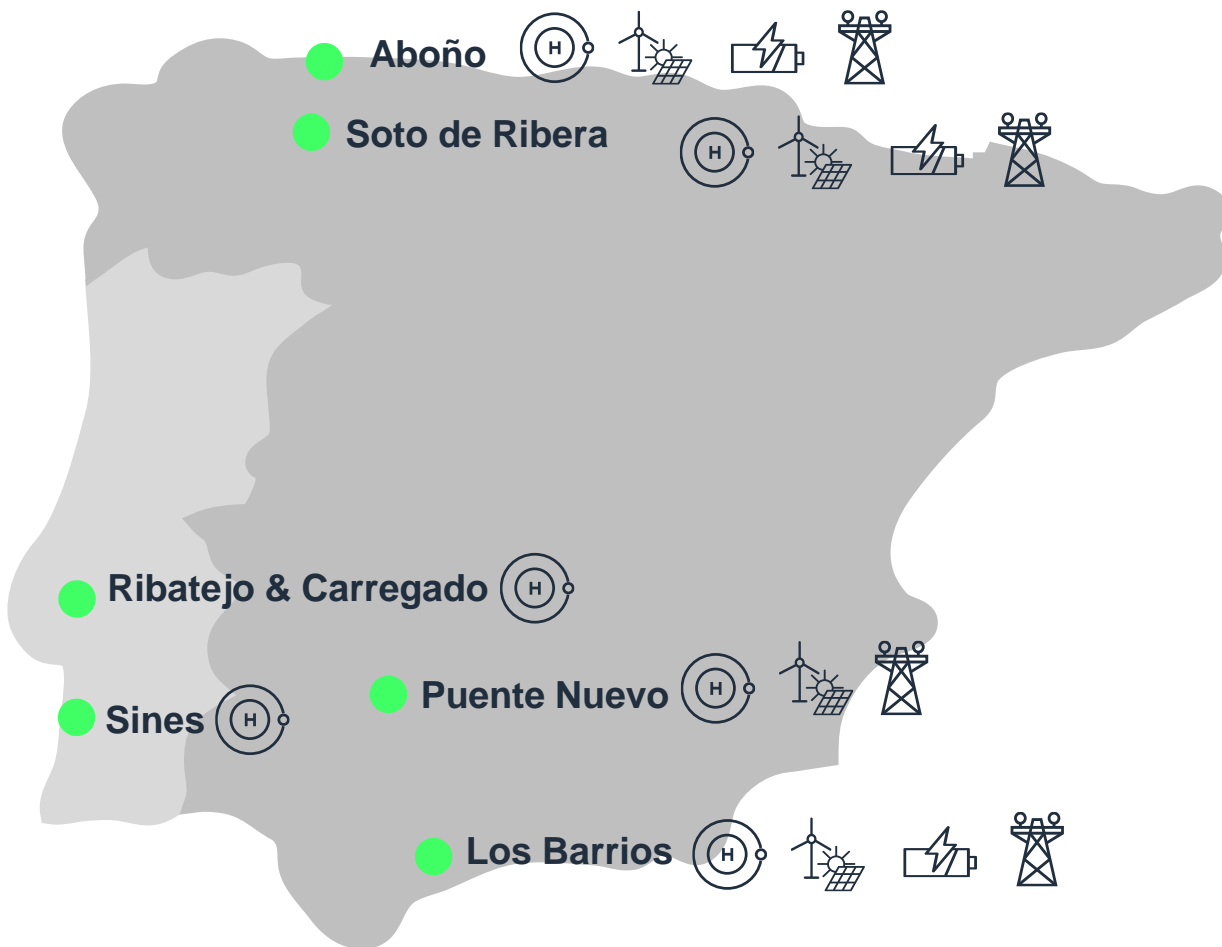 Aboño H
Soto de Ribera H
Ribatejo & Carregado H
Puente Nuevo H
Sines H
Los Barrios H